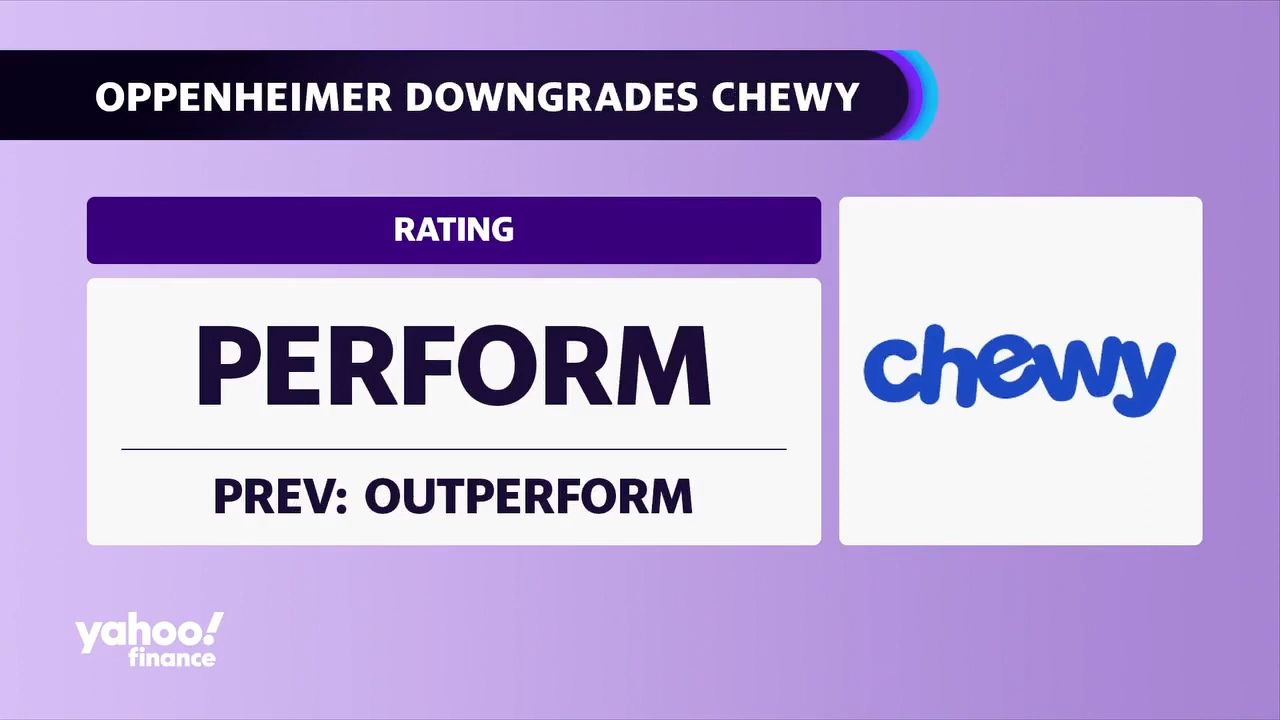 OPPENHEIMER DOWNGRADES CHEWY
RATING
PERFORM
PREV: OUTPERFORM
chewy
yahoo!
finance